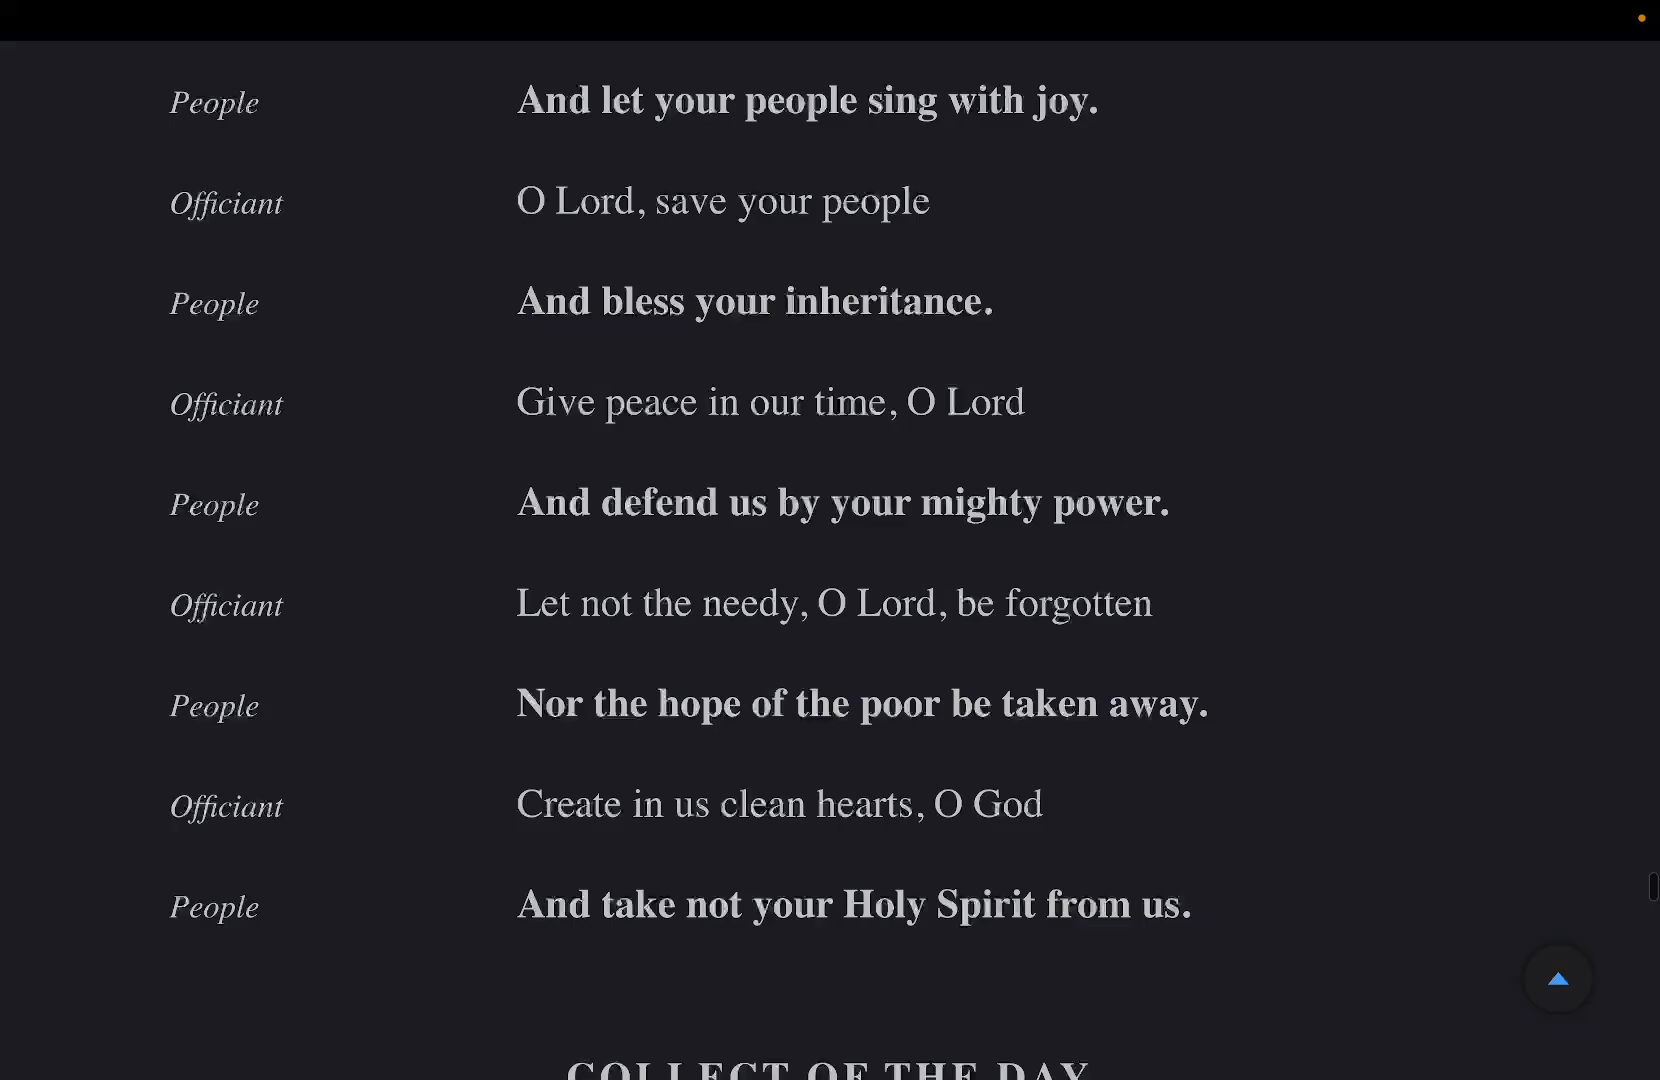 People And let your people sing with joy.
Officiant O Lord, save your people
People And bless your inheritance.
Officiant Give peace in our time, O Lord
People And defend us by your mighty power.
Officiant Let not the needy, O Lord, be forgotten
People Nor the hope of the poor be taken away.
Officiant Create in us clean hearts, O God
People And take not your Holy Spirit from us.
COLLECT OF THE DAY